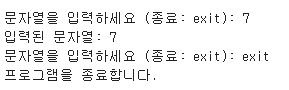 문자열을 입력하세요 (종료: exit): 7
입력된 문자열: 7
문자열을 입력하세요 (종료: exit): exit
프로그램을 종료합니다.